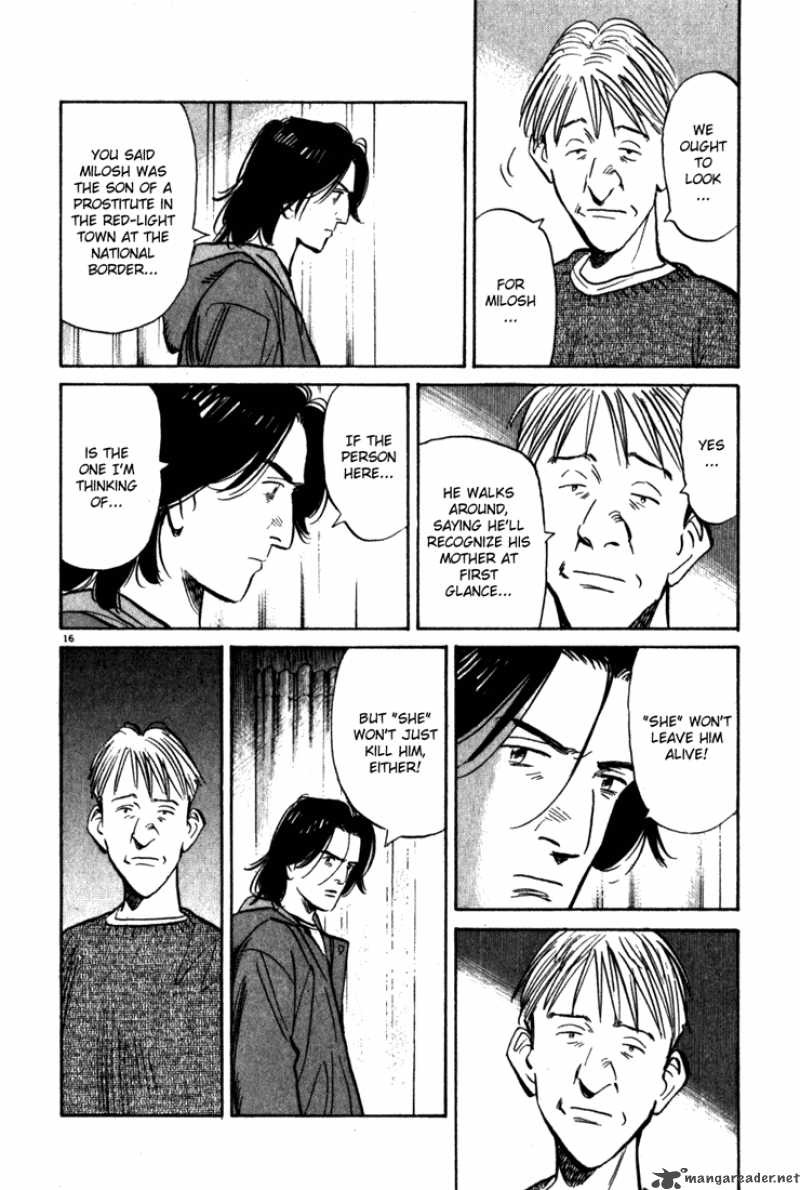 WE
OUGHT
TO
LOOK
...
FOR
MILOSH
...
YOU SAID
MILOSH WAS
THE SON OF A
PROSTITUTE IN
THE RED-LIGHT
TOWN AT THE
NATIONAL
BORDER...
YES
...
HE WALKS
AROUND,
SAYING HE'LL
RECOGNIZE HIS
MOTHER AT
FIRST
GLANCE...
IF THE
PERSON
HERE...
IS THE
ONE I'M
THINKING
OF...
16
"SHE" WON'T
LEAVE HIM
ALIVE!
BUT "SHE"
WON'T JUST
KILL HIM,
EITHER!
mangareader.net